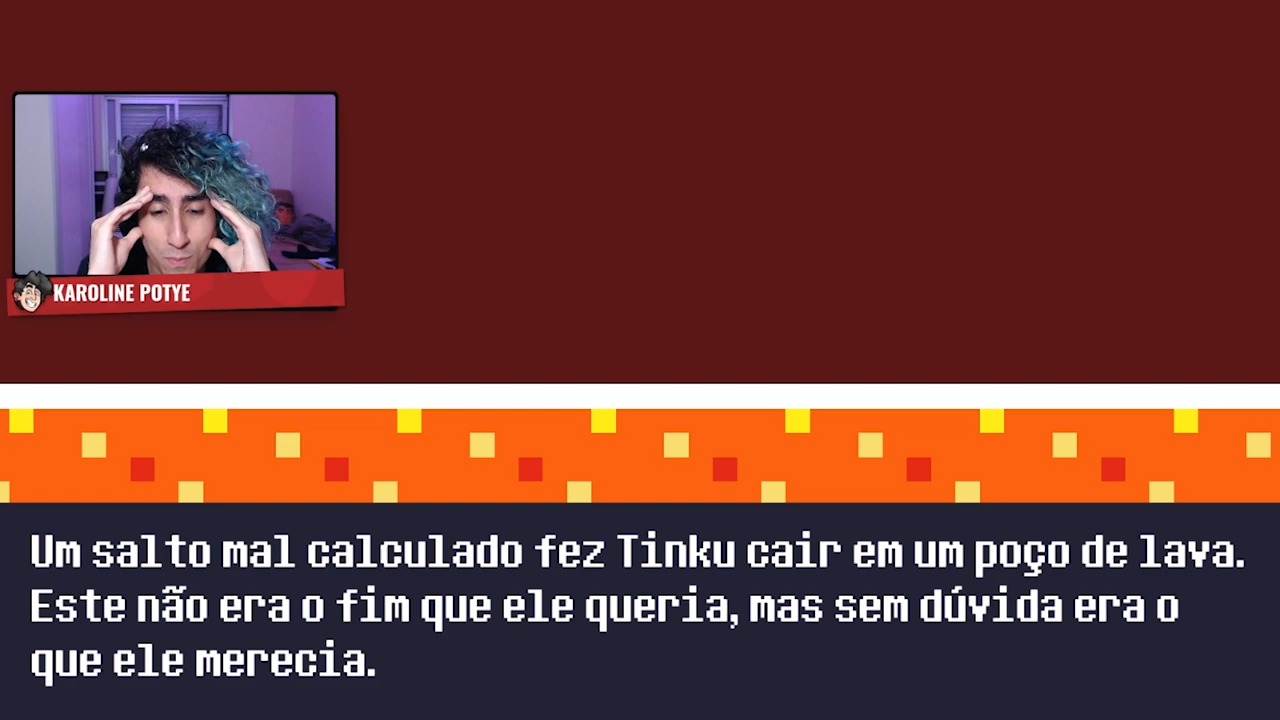 KAROLINE POTYE
Um salto mal calculado fez Tinku cair em um poço de lava.
Este não era o fim que ele queria, mas sem dúvida era o
que ele merecia.